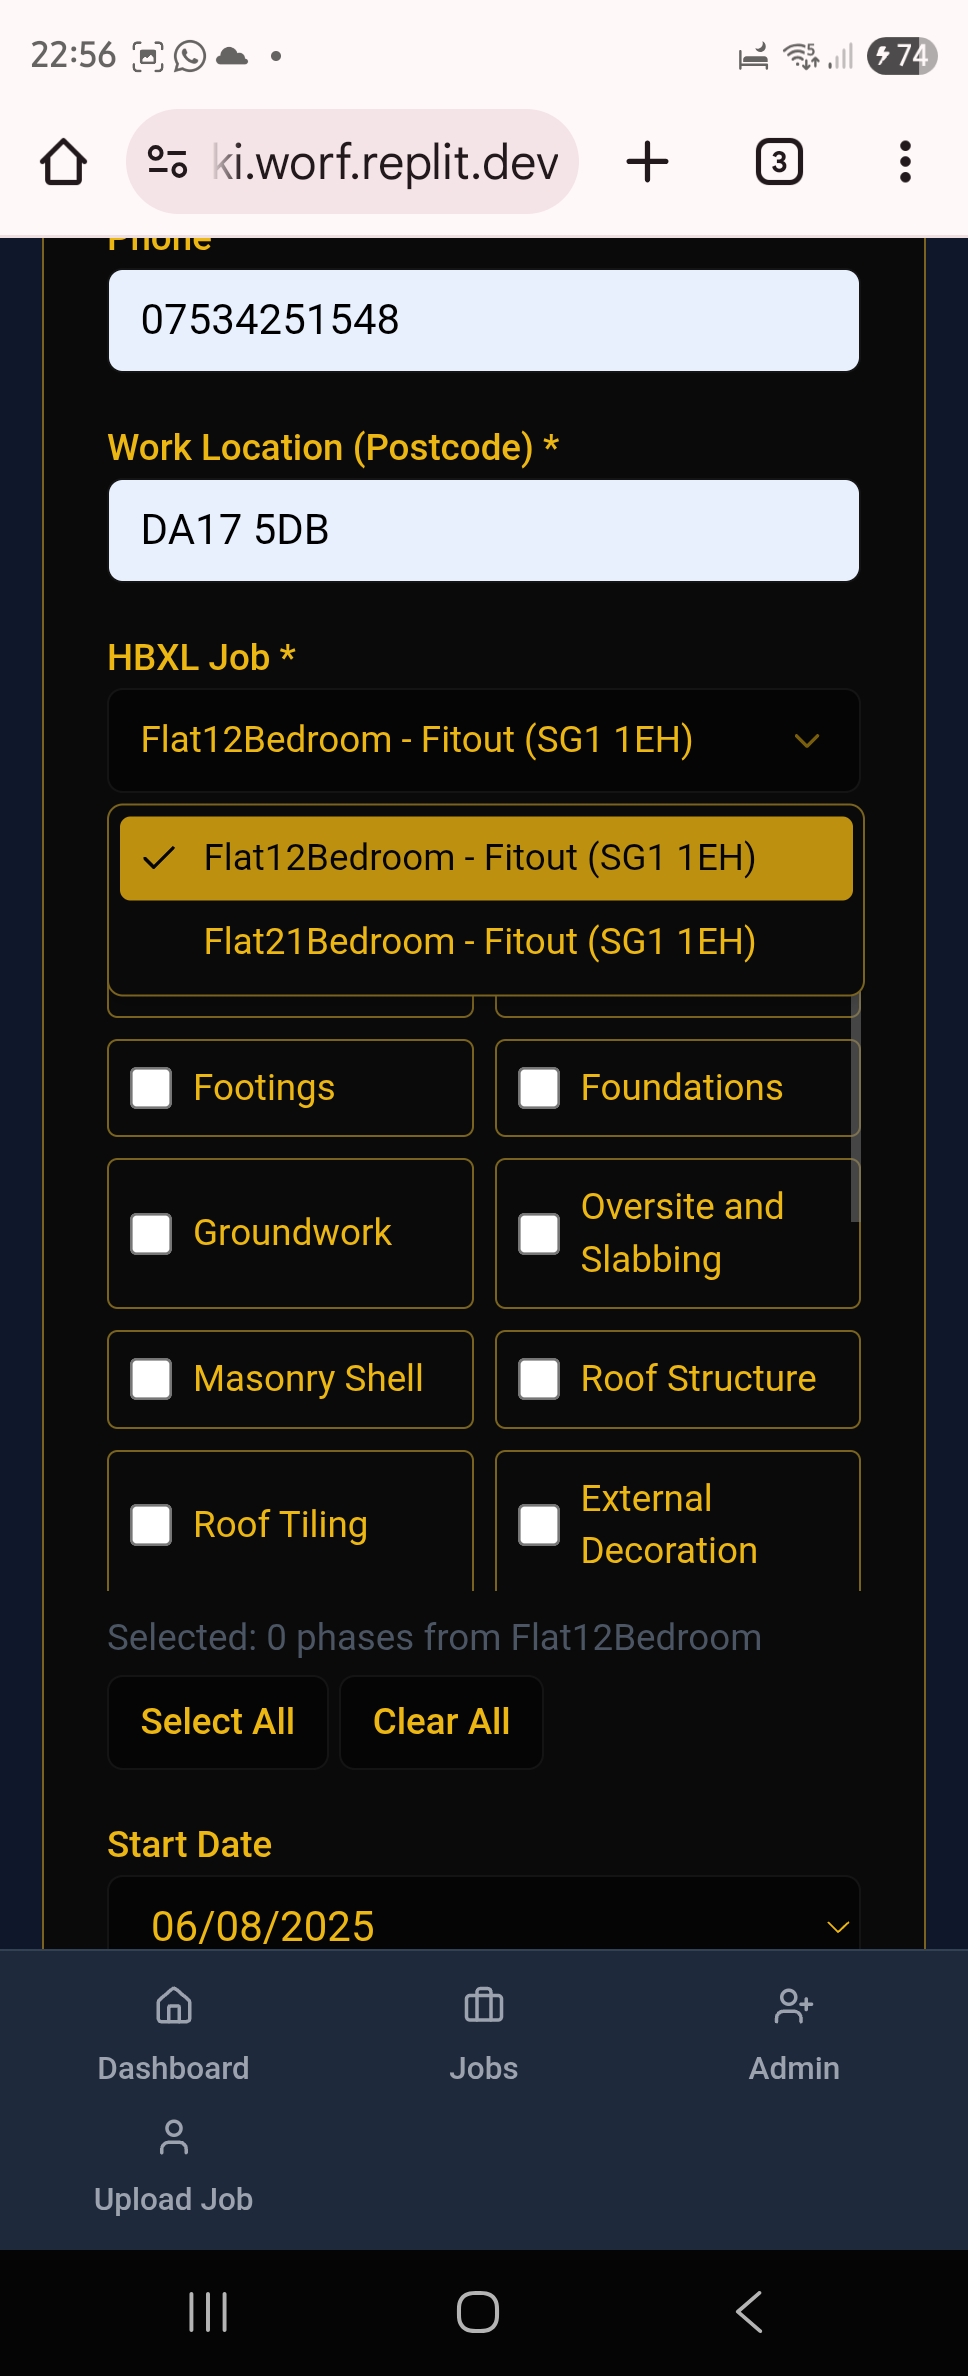 22:56
5
74
ki.worf.replit.dev
3
Phone
07534251548
Work Location (Postcode) *
DA17 5DB
HBXL Job *
Flat12Bedroom - Fitout (SG1 1EH)
Flat12Bedroom - Fitout (SG1 1EH)
Flat21Bedroom - Fitout (SG1 1EH)
Footings
Foundations
Groundwork
Oversite and
Slabbing
Masonry Shell
Roof Structure
Roof Tiling
External
Decoration
Selected: 0 phases from Flat12Bedroom
Select All
Clear All
Start Date
06/08/2025
Dashboard
Jobs
Admin
Upload Job